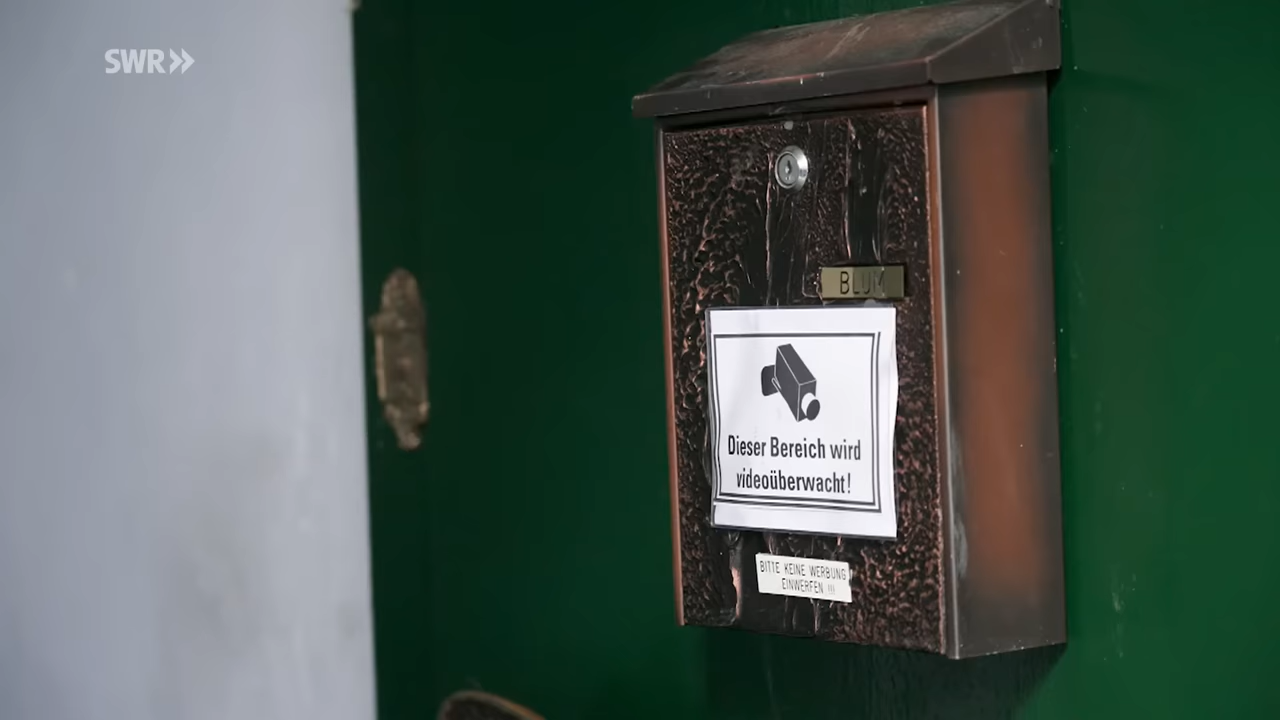 SWR
BLUM
Dieser Bereich wird
videoüberwacht!
BITTE KEINE WERBUNG
EINWERFEN !!!